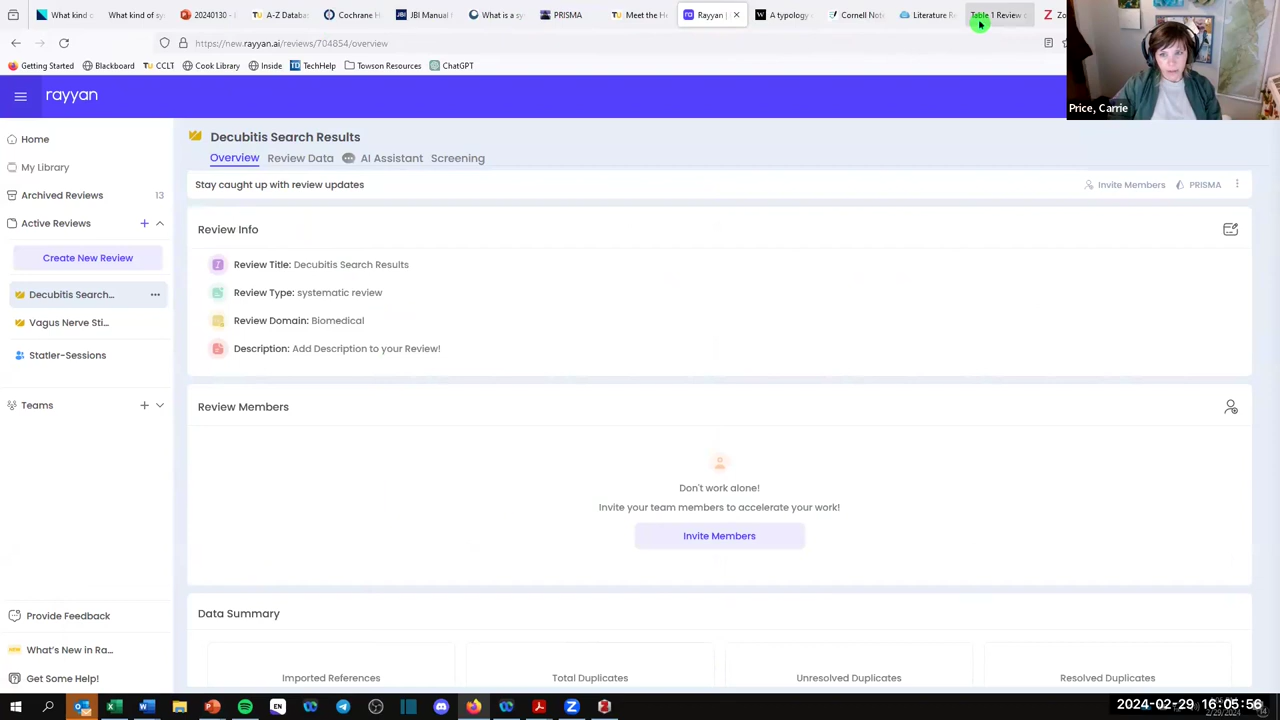 What kind
What kind of sy
20240130 -
A-Z Datab
Cochrane H
JBI Manual f
What is a sy
PRISMA
Meet the He
Rayyan |
A typology
Cornell Not
Literature Re
Table 1 Review c
Zo
https://new.rayyan.ai/reviews/704854/overview
Getting Started
Blackboard
CCLT
Cook Library
Inside
TechHelp
Towson Resources
ChatGPT
Price, Carrie
rayyan
Home
My Library
Archived Reviews 13
Active Reviews
Create New Review
Decubitis Search...
Vagus Nerve Sti...
Statler-Sessions
Teams
Provide Feedback
What's New in Ra...
Get Some Help!
Decubitis Search Results
Overview Review Data AI Assistant Screening
Stay caught up with review updates
Invite Members PRISMA
Review Info
Review Title: Decubitis Search Results
Review Type: systematic review
Review Domain: Biomedical
Description: Add Description to your Review!
Review Members
Don't work alone!
Invite your team members to accelerate your work!
Invite Members
Data Summary
Imported References
Total Duplicates
Unresolved Duplicates
Resolved Duplicates
2024-02-29 16:05:56